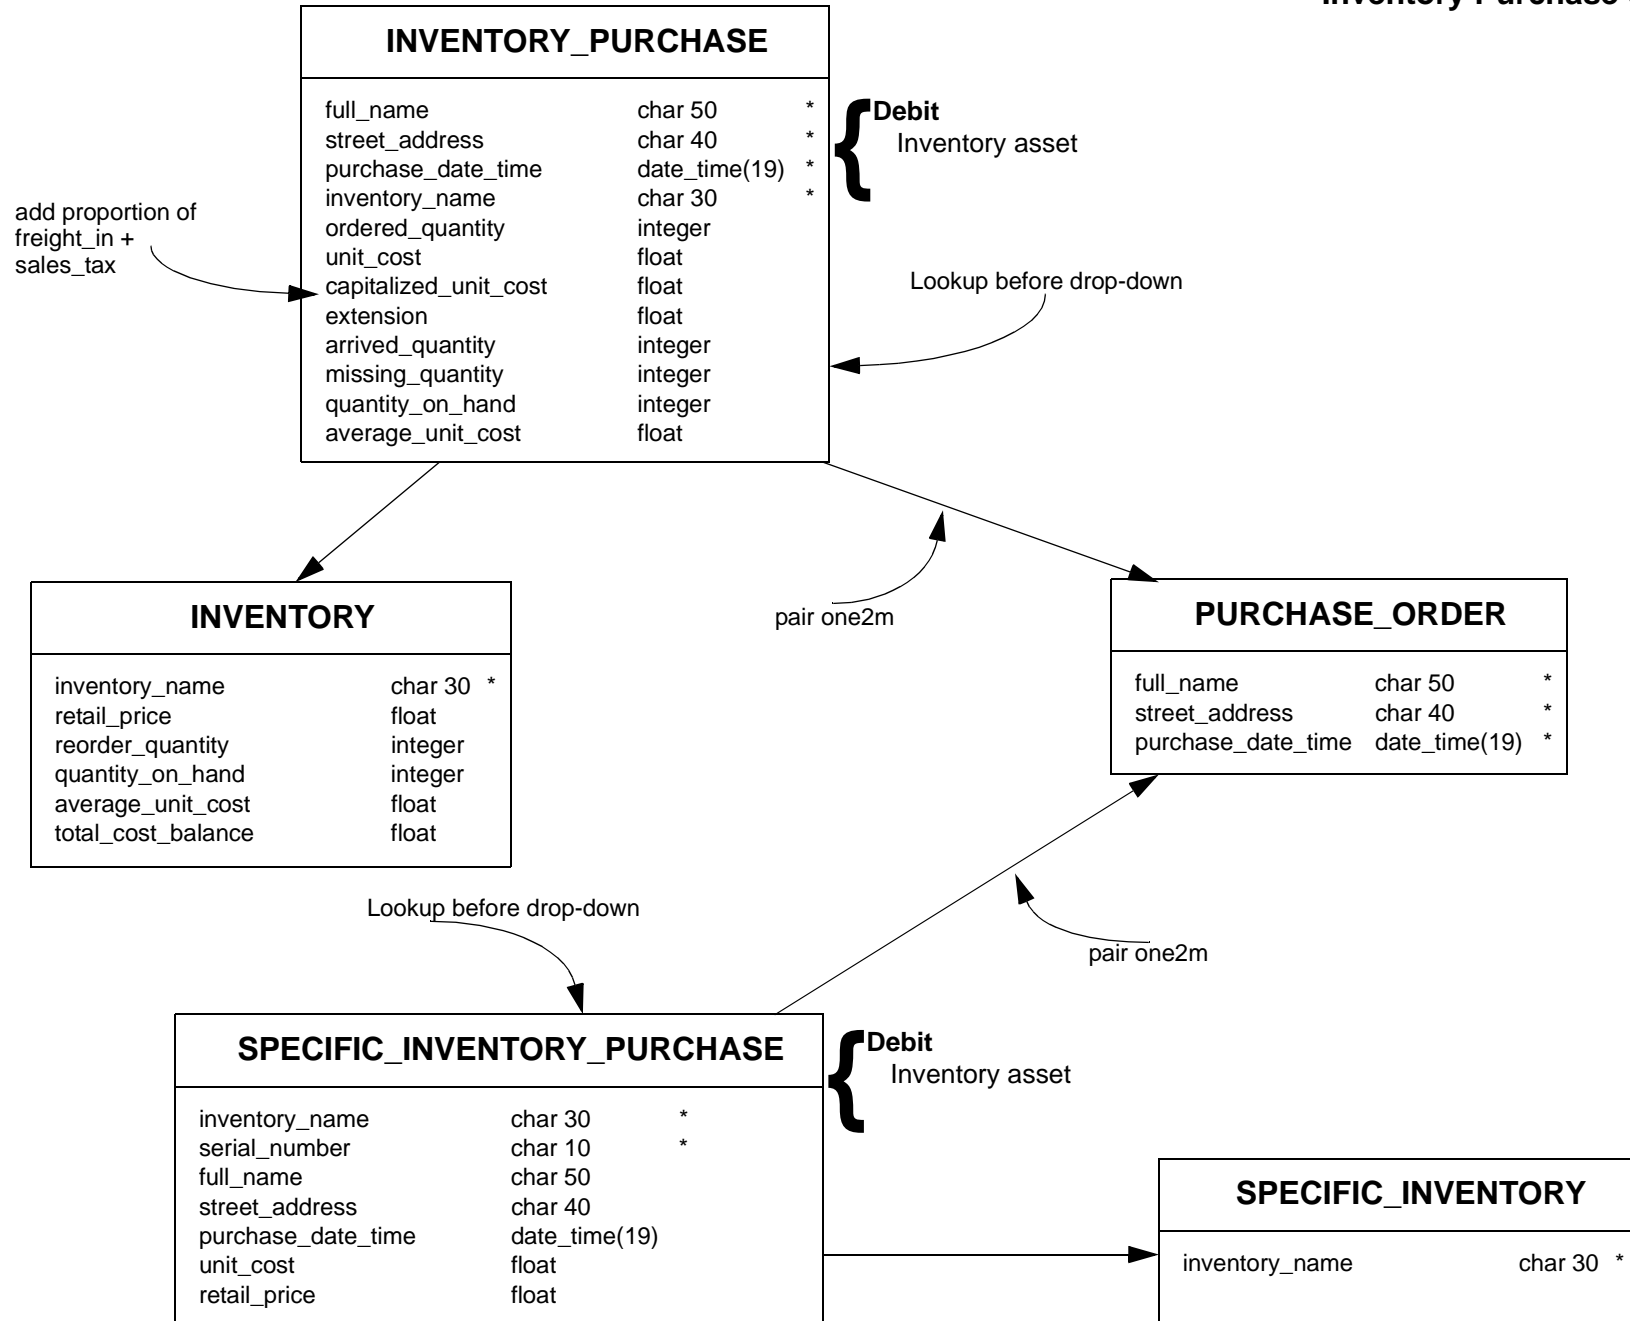 Inventory Purchase
INVENTORY_PURCHASE
full_name char 50 *
street_address char 40 *
purchase_date_time date_time(19) *
inventory_name char 30 *
ordered_quantity integer
unit_cost float
capitalized_unit_cost float
extension float
arrived_quantity integer
missing_quantity integer
quantity_on_hand integer
average_unit_cost float
{ Debit
Inventory asset
add proportion of
freight_in +
sales_tax
Lookup before drop-down
pair one2m
INVENTORY
inventory_name char 30 *
retail_price float
reorder_quantity integer
quantity_on_hand integer
average_unit_cost float
total_cost_balance float
PURCHASE_ORDER
full_name char 50 *
street_address char 40 *
purchase_date_time date_time(19) *
Lookup before drop-down
pair one2m
SPECIFIC_INVENTORY_PURCHASE
inventory_name char 30 *
serial_number char 10 *
full_name char 50
street_address char 40
purchase_date_time date_time(19)
unit_cost float
retail_price float
{ Debit
Inventory asset
SPECIFIC_INVENTORY
inventory_name char 30 *